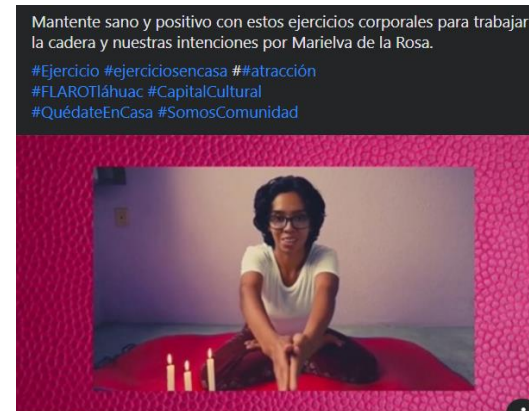 Mantente sano y positivo con estos ejercicios corporales para trabajar
la cadera y nuestras intenciones por Marielva de la Rosa.
#Ejercicio #ejerciciosencasa ##atracción
#FLAROTláhuac #CapitalCultural
#QuédateEnCasa #SomosComunidad